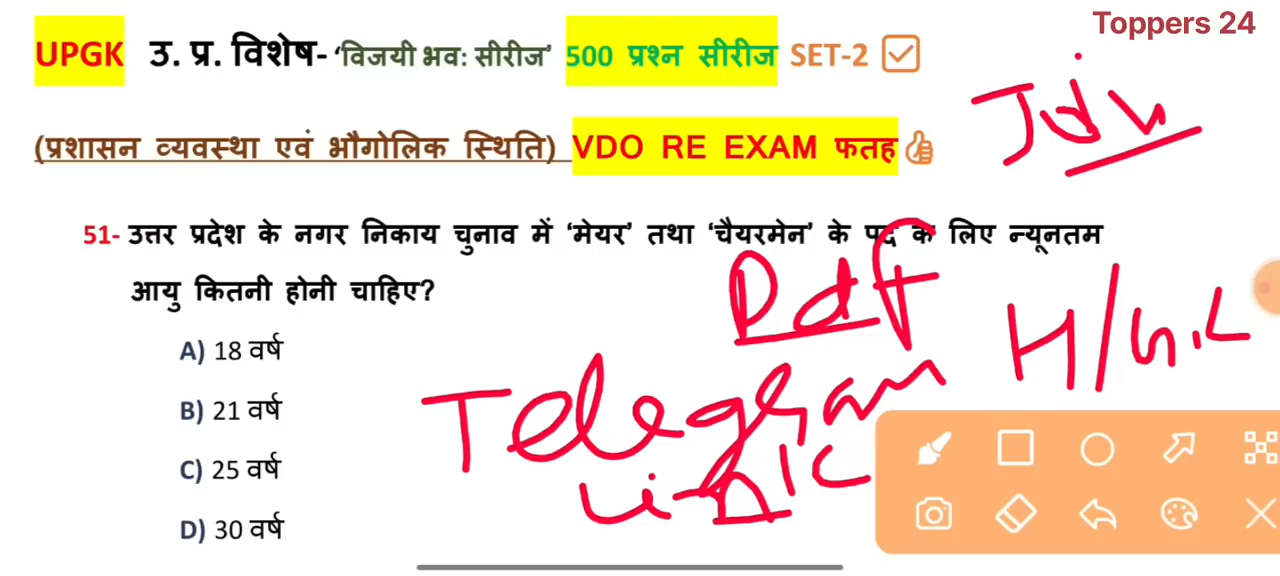 Toppers 24
UPGK उ. प्र. विशेष- 'विजयी भव: सीरीज' 500 प्रश्न सीरीज SET-2
(प्रशासन व्यवस्था एवं भौगोलिक स्थिति) VDO RE EXAM फतह
51- उत्तर प्रदेश के नगर निकाय चुनाव में 'मेयर' तथा 'चैयरमेन' के पद के लिए न्यूनतम
आयु कितनी होनी चाहिए?
Pdf
A) 18 वर्ष
B) 21 वर्ष
Telegram
C) 25 वर्ष
Link
D) 30 वर्ष